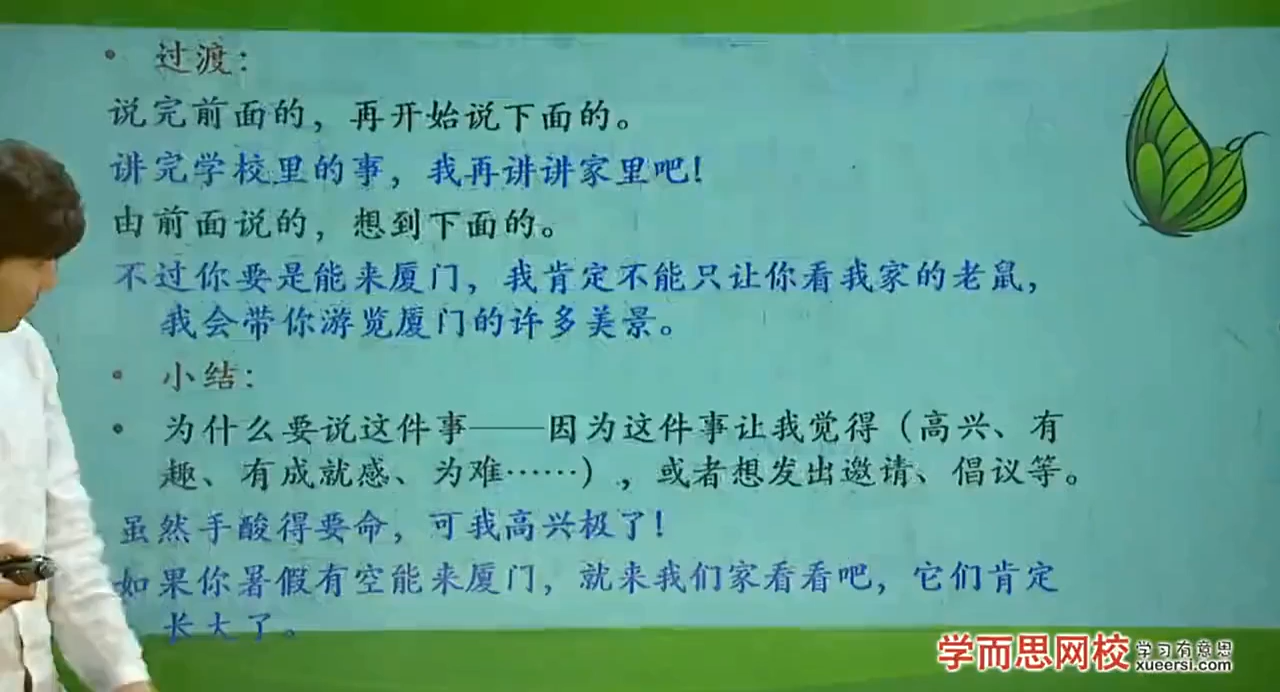 • 过渡：
说完前面的，再开始说下面的。
讲完学校里的事，我再讲讲家里吧！
由前面说的，想到下面的。
不过你要是能来厦门，我肯定不能只让你看我家的老鼠，
我会带你游览厦门的许多美景。
• 小结：
• 为什么要说这件事——因为这件事让我觉得（高兴、有
趣、有成就感、为难……），或者想发出邀请、倡议等。
虽然手酸得要命，可我高兴极了！
如果你暑假有空能来厦门，就来我们家看看吧，它们肯定
长大了。
学而思网校 学习有意思
xueersi.com